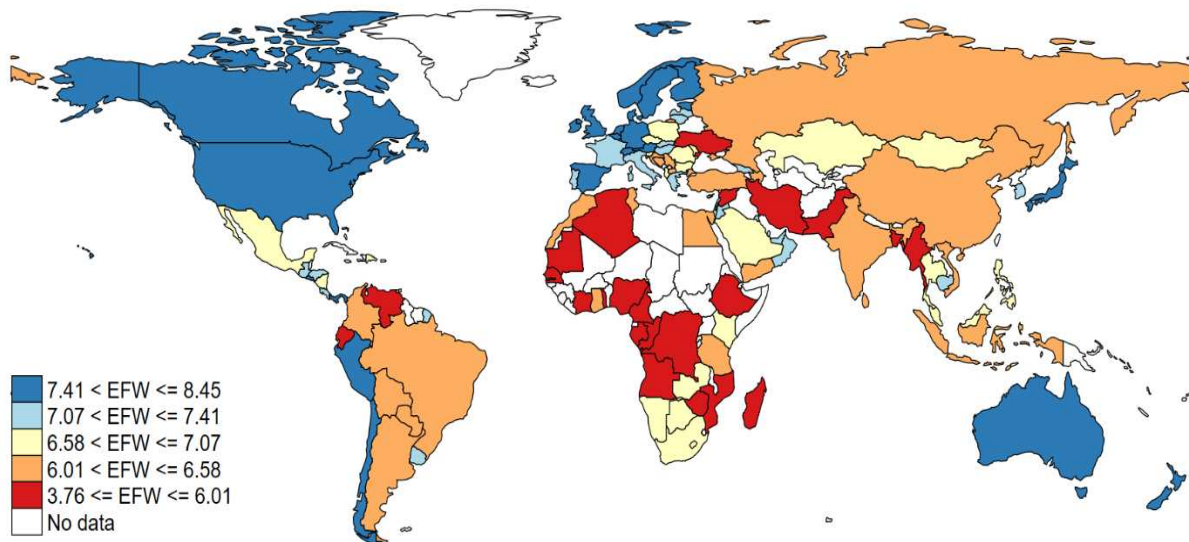 7.41 < EFW <= 8.45
7.07 < EFW <= 7.41
6.58 < EFW <= 7.07
6.01 < EFW <= 6.58
3.76 <= EFW <= 6.01
No data